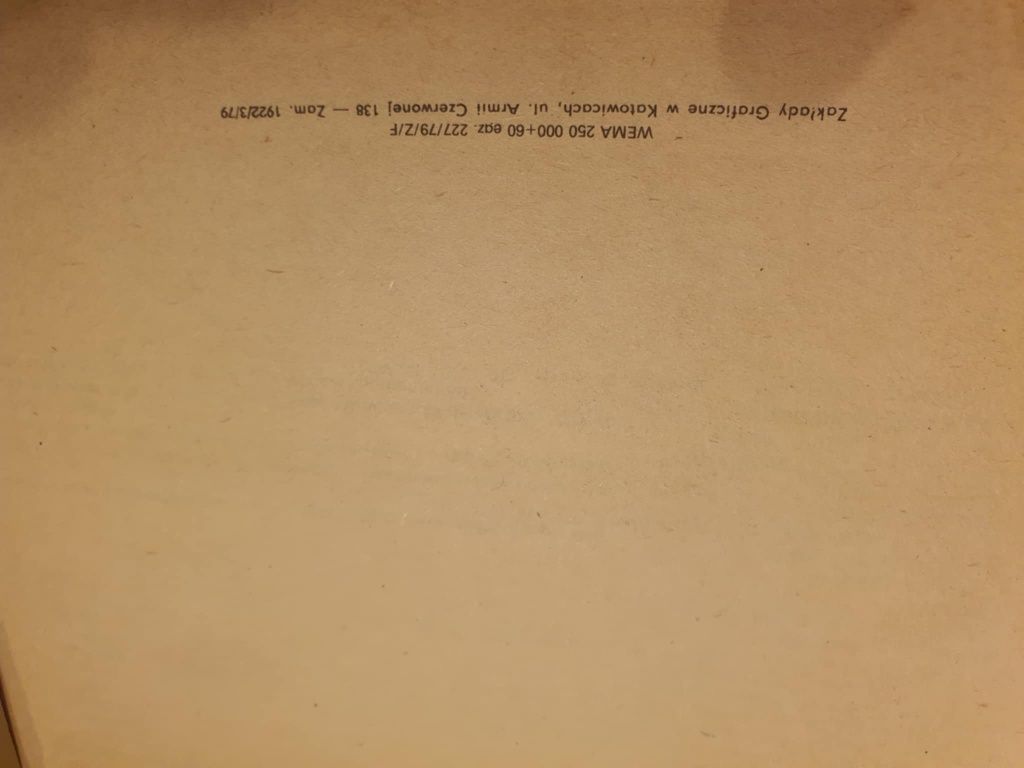 WEMA 250 000+60 egz. 227/79/Z/F
Zakłady Graficzne w Katowicach, ul. Armii Czerwonej 138 — Zam. 1922/3/79